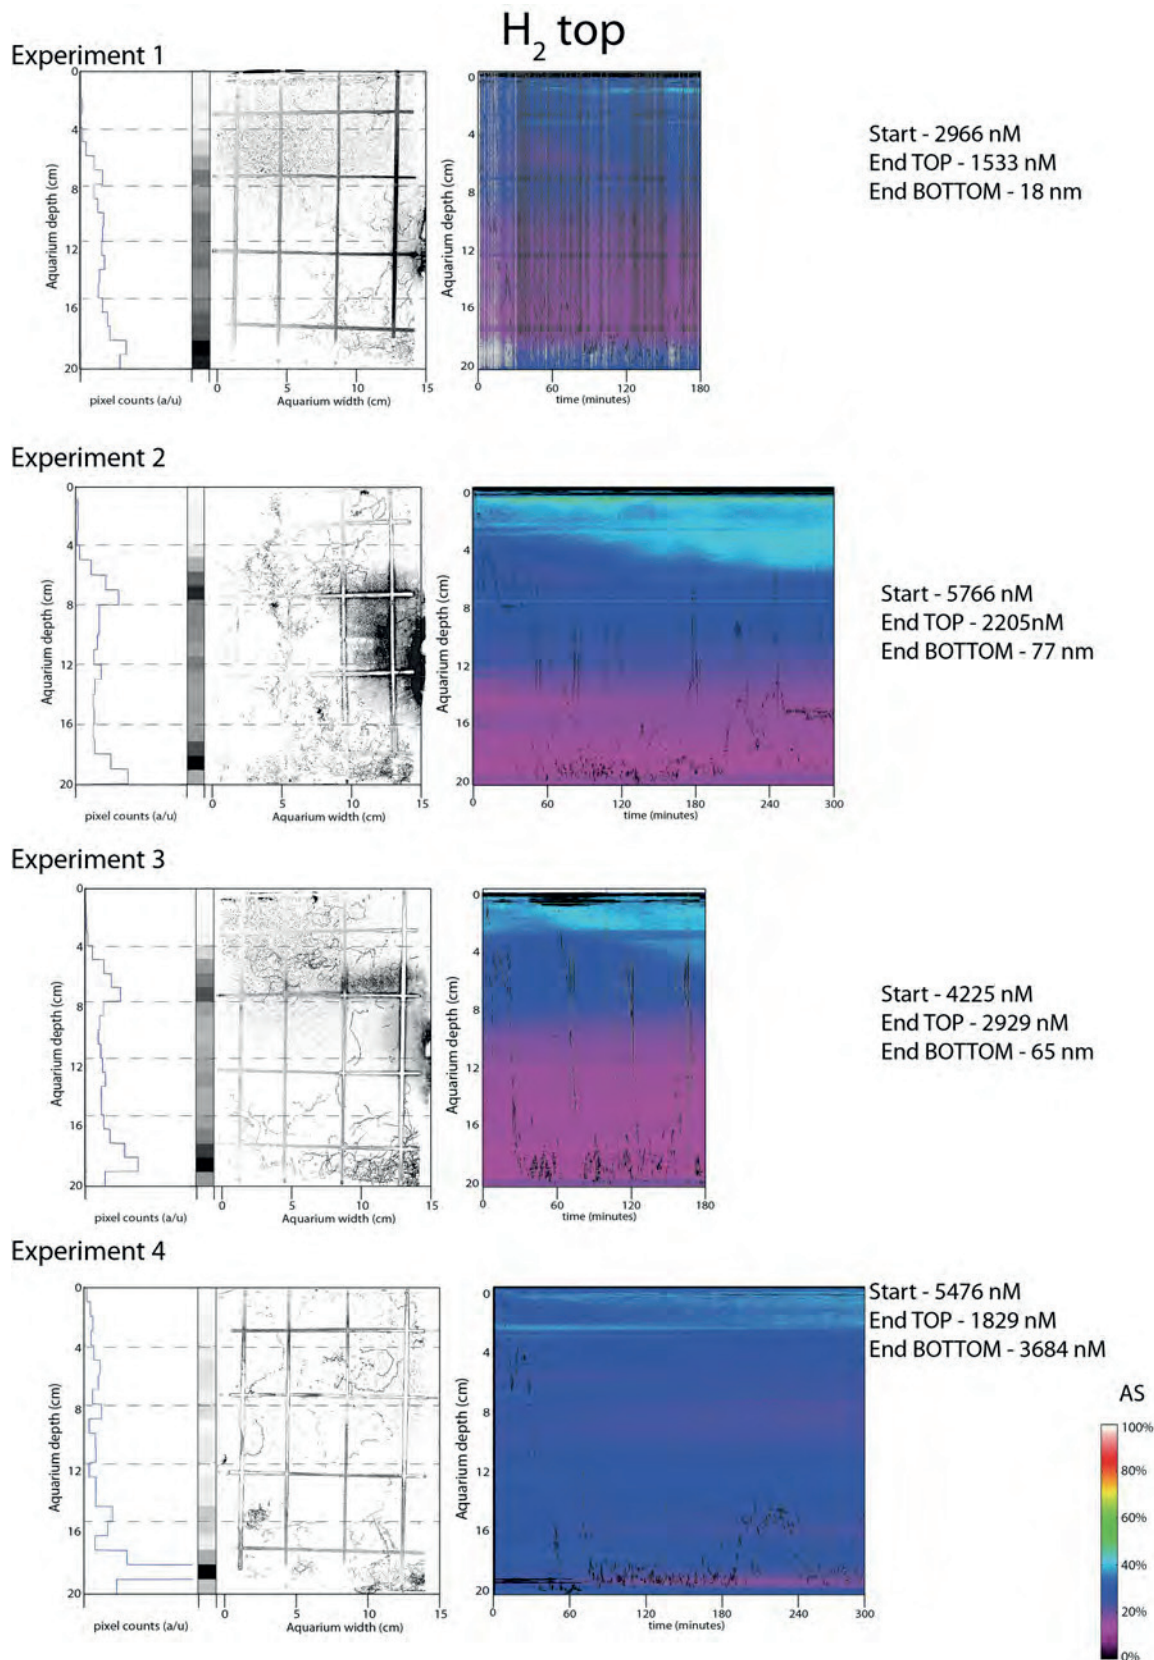 H2 top
Experiment 1
0
4
8
12
16
20
Aquarium depth (cm)
pixel counts (a/u)
0 5 10 15
Aquarium width (cm)
0
4
8
12
16
20
Aquarium depth (cm)
0 60 120 180
time (minutes)
Start - 2966 nM
End TOP - 1533 nM
End BOTTOM - 18 nm
Experiment 2
0
4
8
12
16
20
Aquarium depth (cm)
pixel counts (a/u)
0 5 10 15
Aquarium width (cm)
0
4
8
12
16
20
Aquarium depth (cm)
0 60 120 180 240 300
time (minutes)
Start - 5766 nM
End TOP - 2205nM
End BOTTOM - 77 nm
Experiment 3
0
4
8
12
16
20
Aquarium depth (cm)
pixel counts (a/u)
0 5 10 15
Aquarium width (cm)
0
4
8
12
16
20
Aquarium depth (cm)
0 60 120 180
time (minutes)
Start - 4225 nM
End TOP - 2929 nM
End BOTTOM - 65 nm
Experiment 4
0
4
8
12
16
20
Aquarium depth (cm)
pixel counts (a/u)
0 5 10 15
Aquarium width (cm)
0
4
8
12
16
20
Aquarium depth (cm)
0 60 120 180 240 300
time (minutes)
Start - 5476 nM
End TOP - 1829 nM
End BOTTOM - 3684 nM
AS
100%
80%
60%
40%
20%
0%